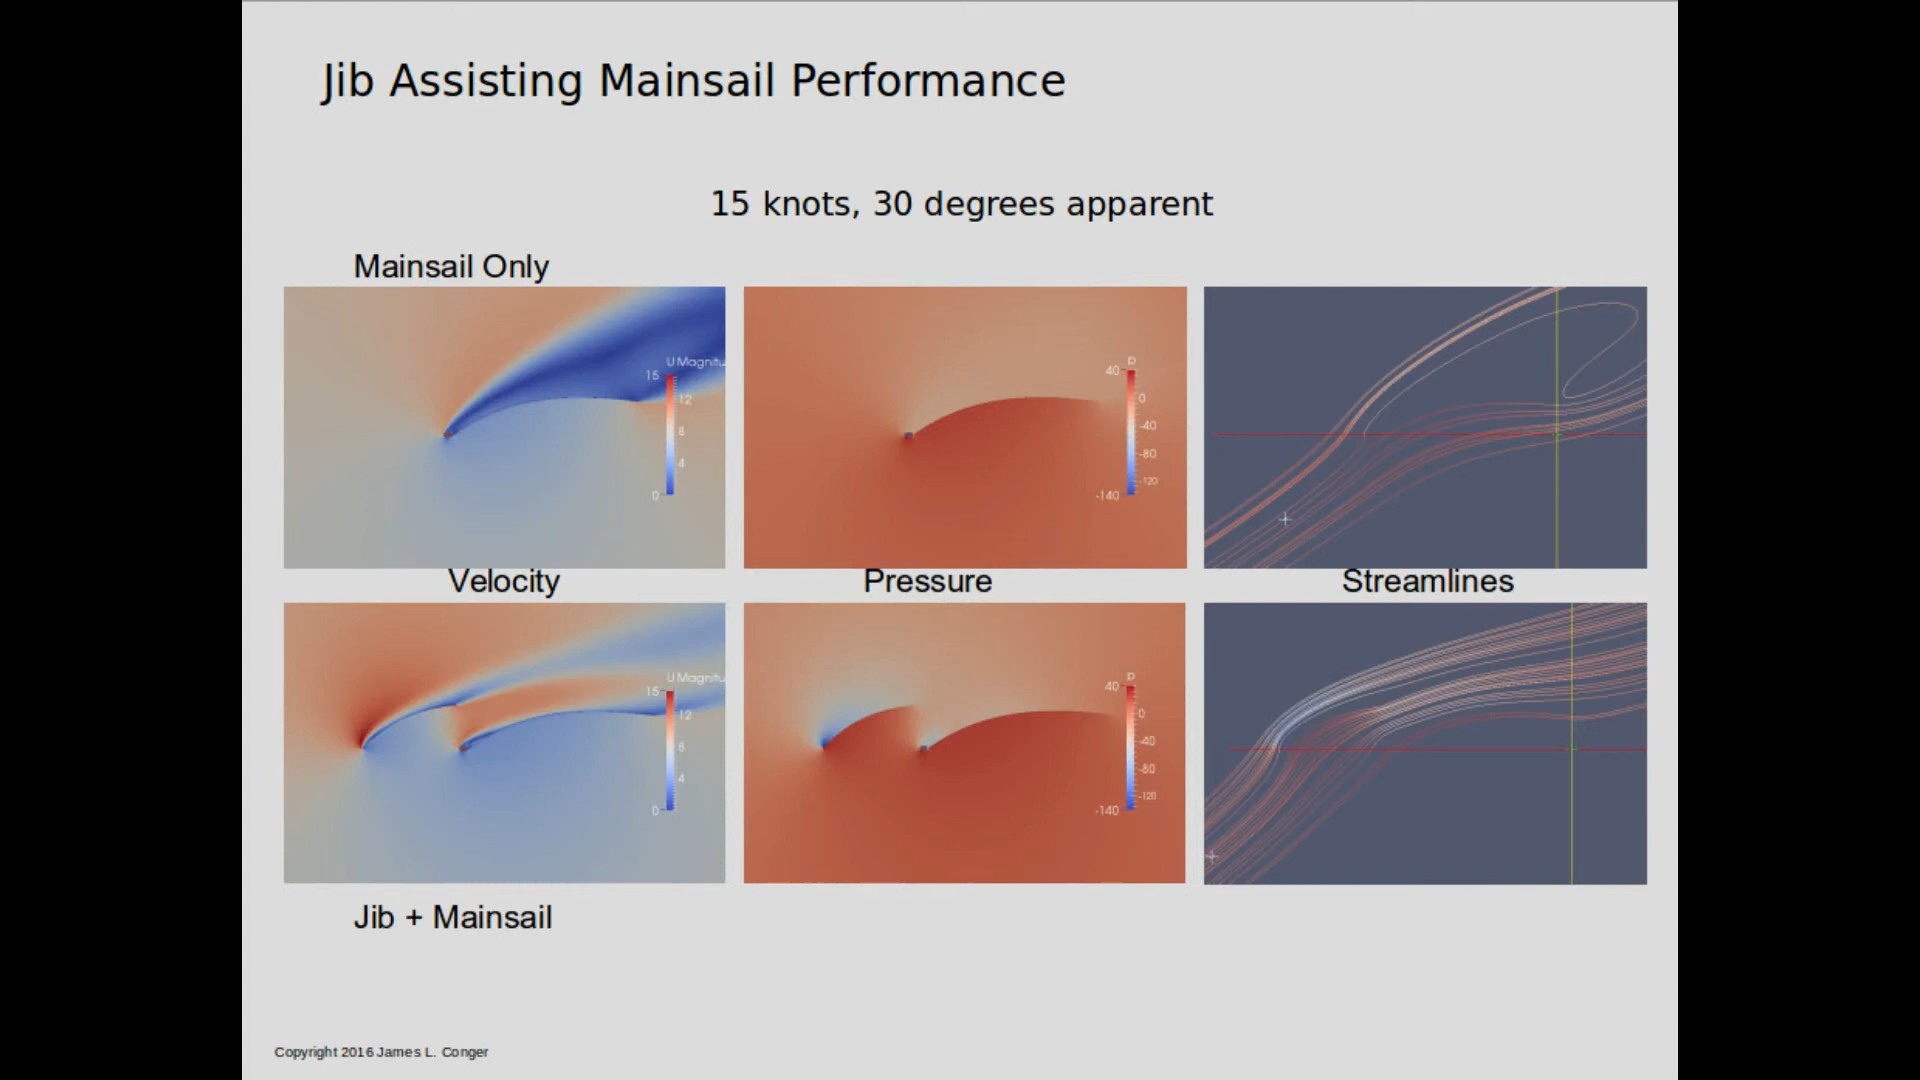 Jib Assisting Mainsail Performance
15 knots, 30 degrees apparent
Mainsail Only
U Magnitu
15
12
8
4
0
p
40
0
-40
-80
-120
-140
Velocity
Pressure
Streamlines
U Magnitu
15
12
8
4
0
p
40
0
-40
-80
-120
-140
Jib + Mainsail
Copyright 2016 James L. Conger